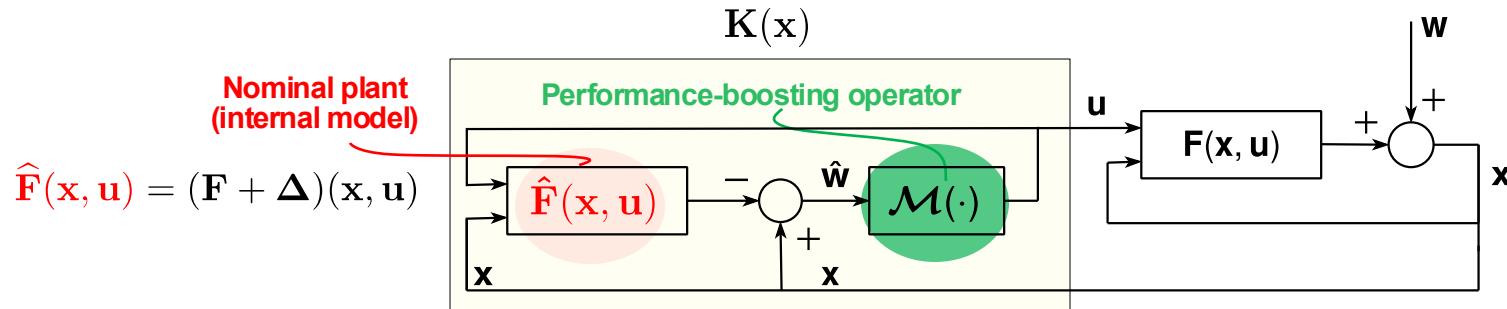 K(x)
w
Nominal plant
(internal model)
Performance-boosting operator
u
+
+
F(x, u)
x
F̂(x, u) = (F + Δ)(x, u)
F̂(x, u)
−
ŵ
ℳ(·)
+
x
x